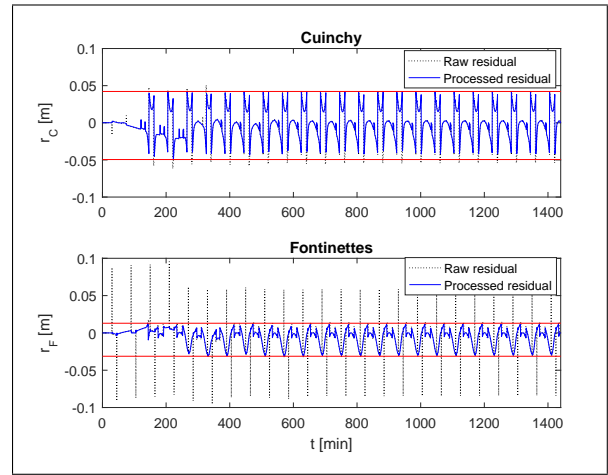 Cuinchy
0.1
0.05
0
-0.05
-0.1
r_C [m]
Raw residual
Processed residual
0 200 400 600 800 1000 1200 1400
Fontinettes
0.1
0.05
0
-0.05
-0.1
r_F [m]
Raw residual
Processed residual
0 200 400 600 800 1000 1200 1400
t [min]